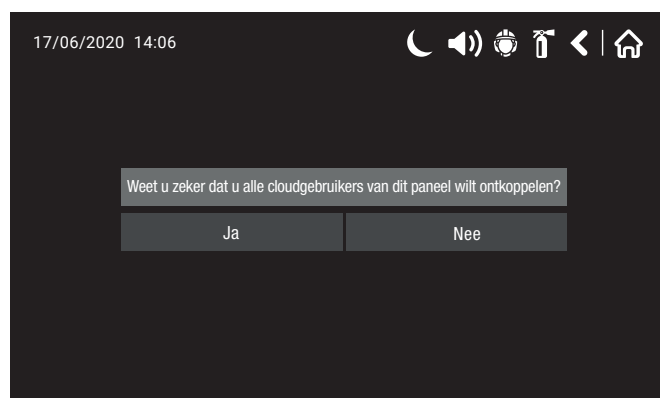 17/06/2020 14:06
Weet u zeker dat u alle cloudgebruikers van dit paneel wilt ontkoppelen?
Ja
Nee